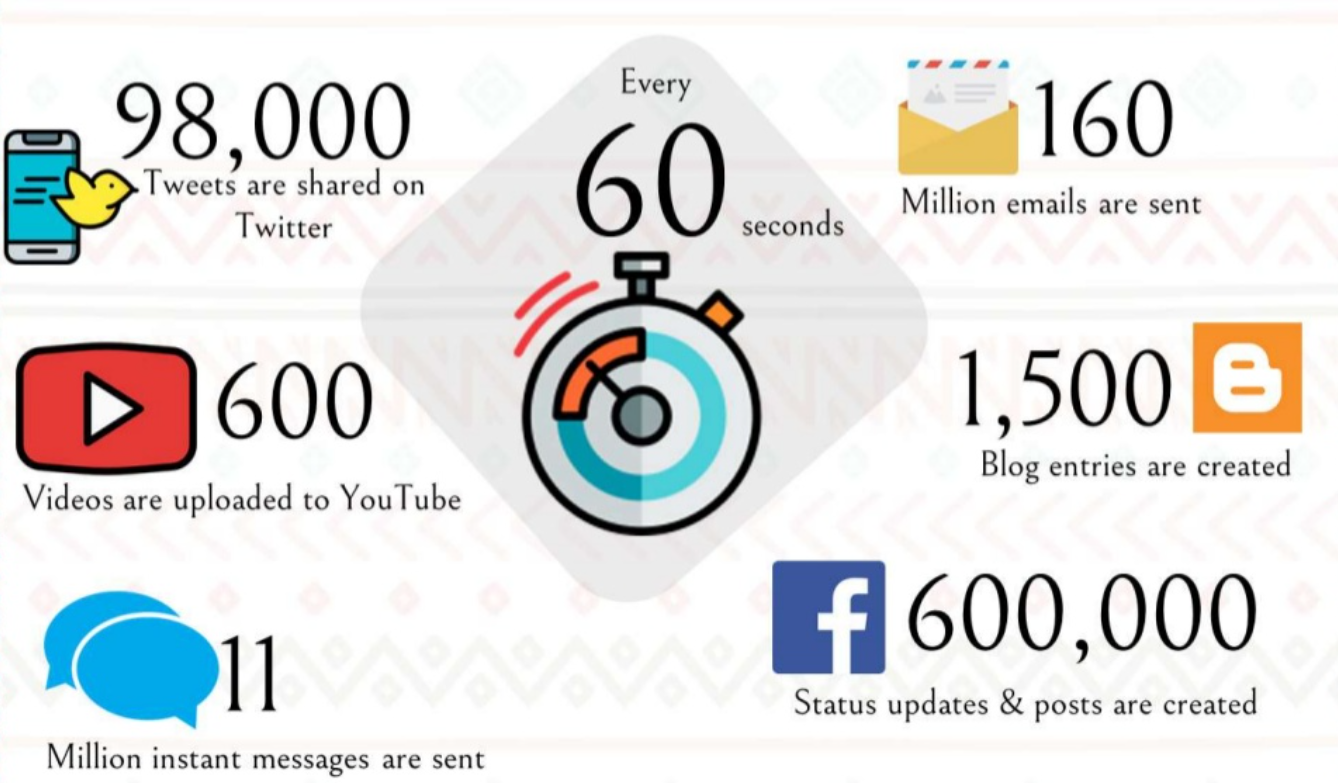 Every
60 seconds
98,000
Tweets are shared on
Twitter
160
Million emails are sent
600
Videos are uploaded to YouTube
1,500
Blog entries are created
11
Million instant messages are sent
600,000
Status updates & posts are created